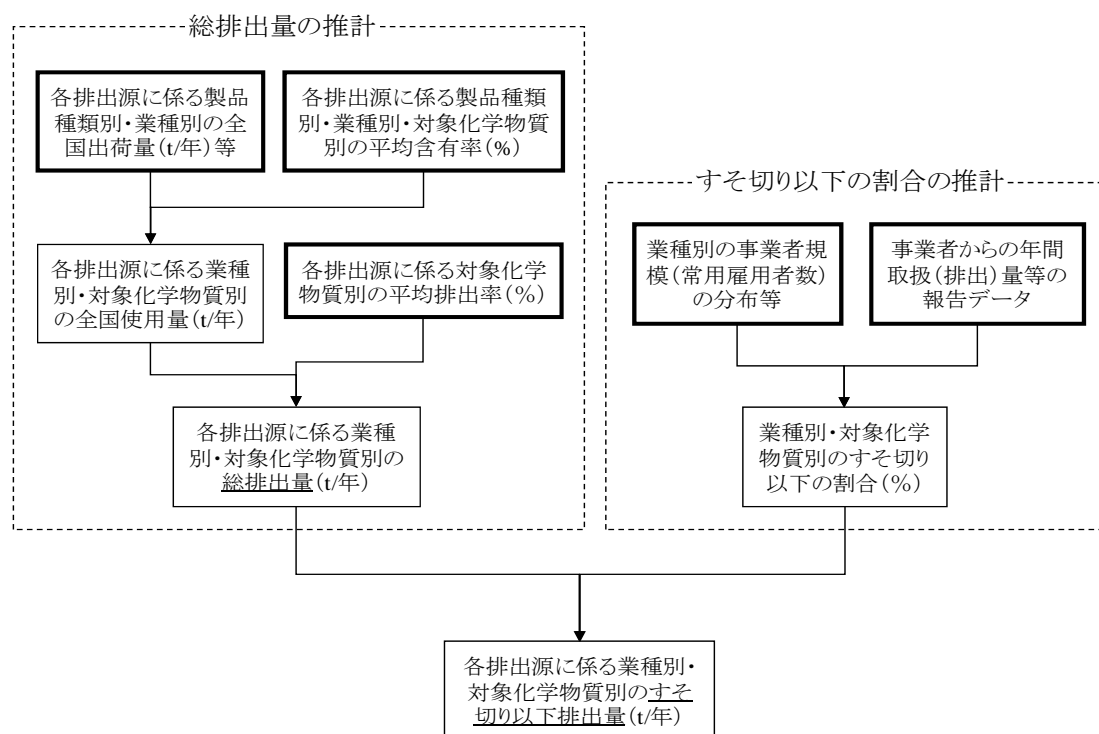 総排出量の推計
各排出源に係る製品
種類別・業種別の全
国出荷量(t/年)等
各排出源に係る製品種類
別・業種別・対象化学物質
別の平均含有率(%)
各排出源に係る業種
別・対象化学物質別
の全国使用量(t/年)
各排出源に係る対象化学
物質別の平均排出率(%)
各排出源に係る業種
別・対象化学物質別の
総排出量(t/年)
すそ切り以下の割合の推計
業種別の事業者規
模(常用雇用者数)
の分布等
事業者からの年間
取扱(排出)量等の
報告データ
業種別・対象化学
物質別のすそ切り
以下の割合(%)
各排出源に係る業種別・
対象化学物質別のすそ
切り以下排出量(t/年)